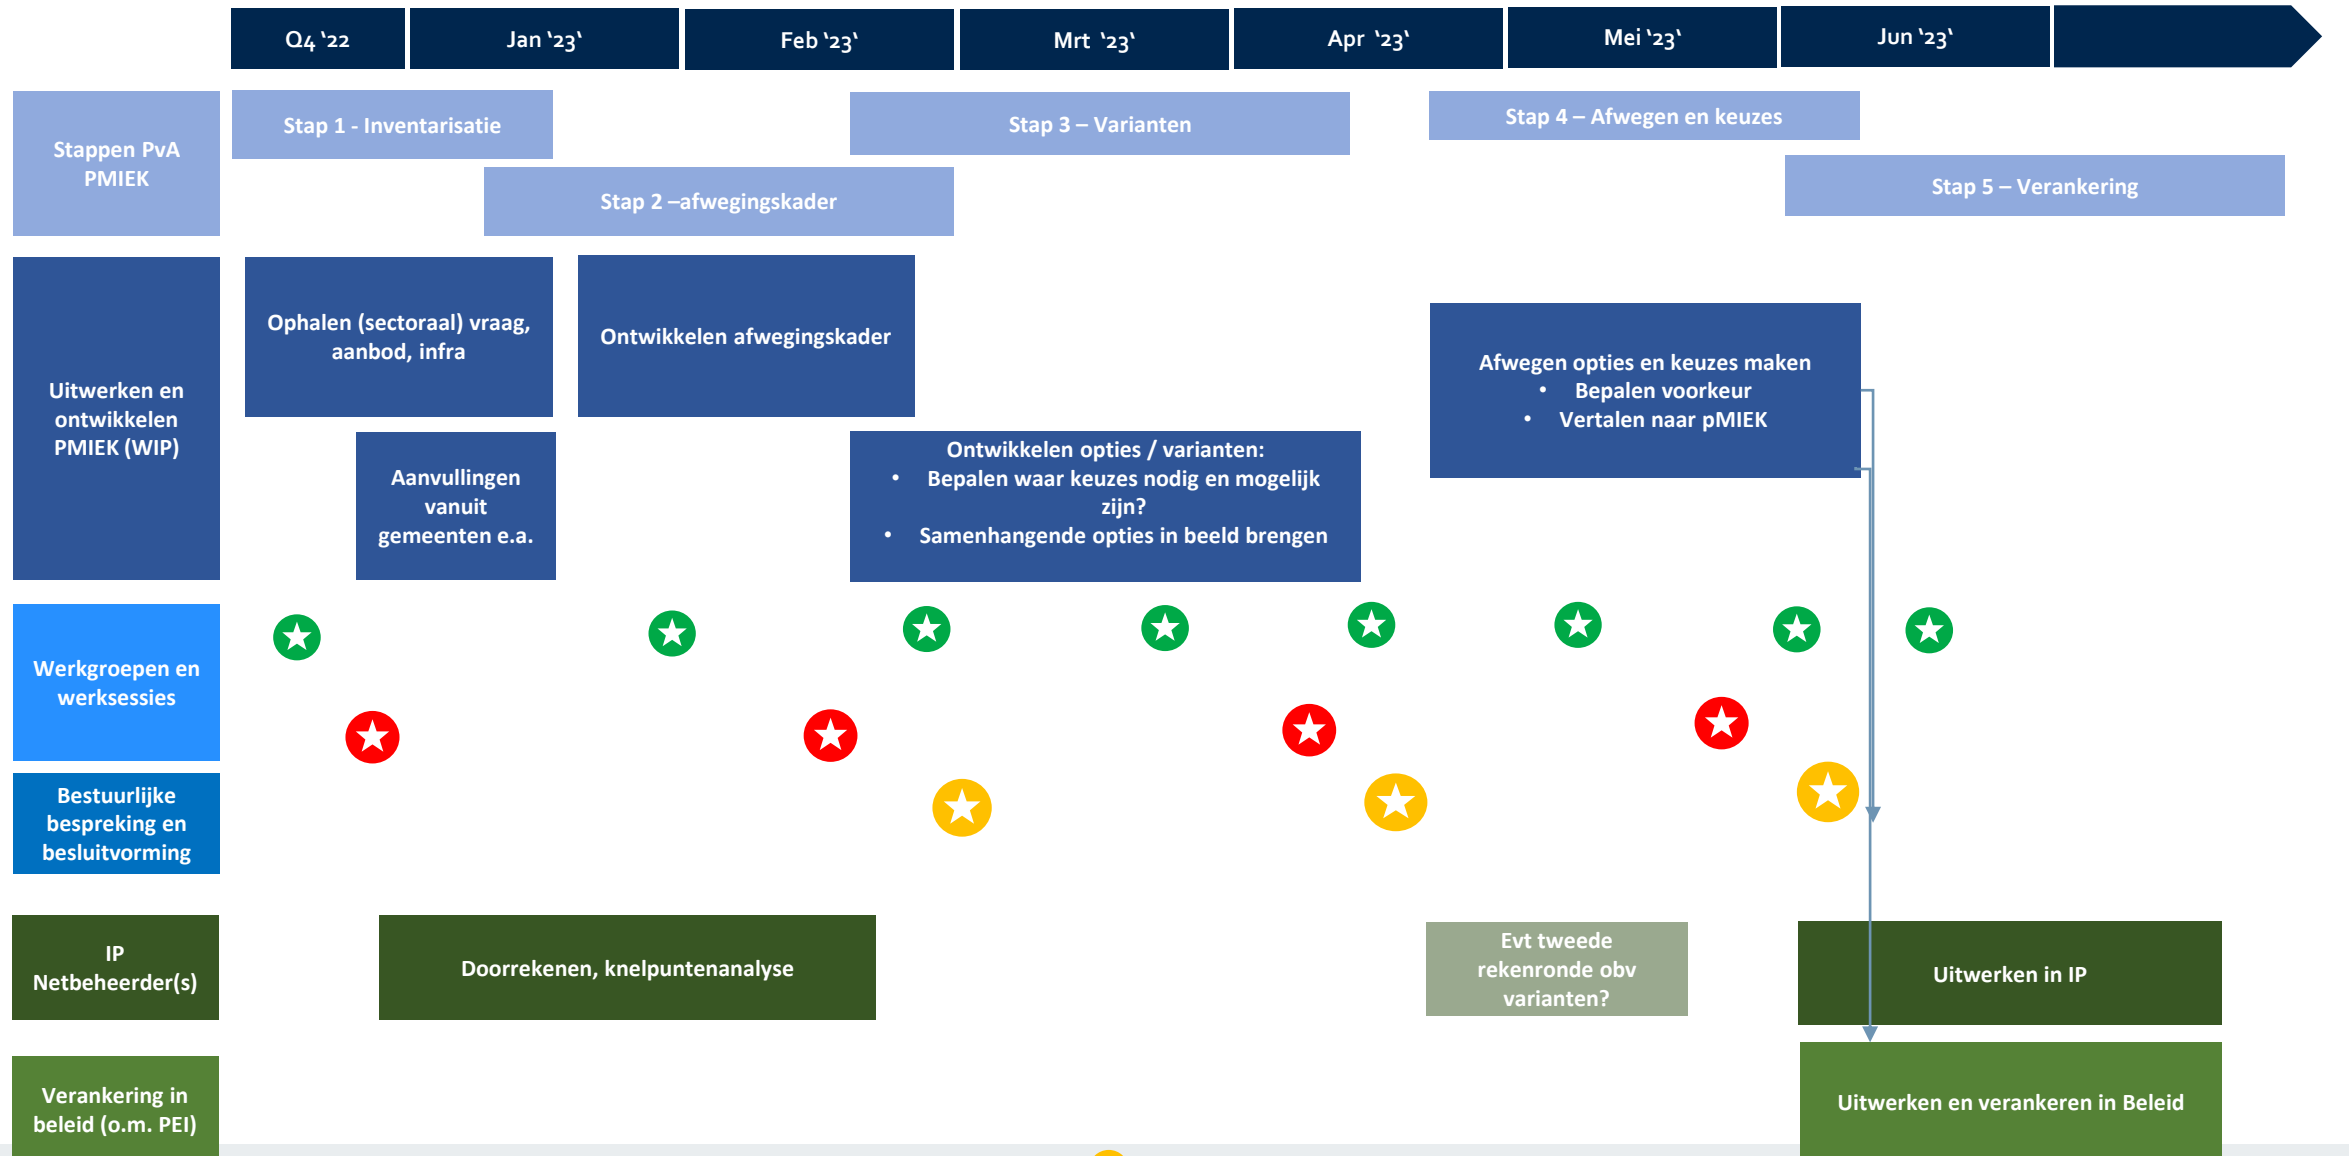 Q4 ‘22
Jan ‘23‘
Feb ‘23‘
Mrt ‘23‘
Apr ‘23‘
Mei ‘23‘
Jun ‘23‘
Stappen PvA
PMIEK
Stap 1 - Inventarisatie
Stap 2 –afwegingskader
Stap 3 – Varianten
Stap 4 – Afwegen en keuzes
Stap 5 – Verankering
Uitwerken en
ontwikkelen
PMIEK (WIP)
Ophalen (sectoraal) vraag,
aanbod, infra
Aanvullingen
vanuit
gemeenten e.a.
Ontwikkelen afwegingskader
Ontwikkelen opties / varianten:
• Bepalen waar keuzes nodig en mogelijk
zijn?
• Samenhangende opties in beeld brengen
Afwegen opties en keuzes maken
• Bepalen voorkeur
• Vertalen naar pMIEK
Werkgroepen en
werksessies
Bestuurlijke
bespreking en
besluitvorming
IP
Netbeheerder(s)
Doorrekenen, knelpuntenanalyse
Evt tweede
rekenronde obv
varianten?
Uitwerken in IP
Verankering in
beleid (o.m. PEI)
Uitwerken en verankeren in Beleid